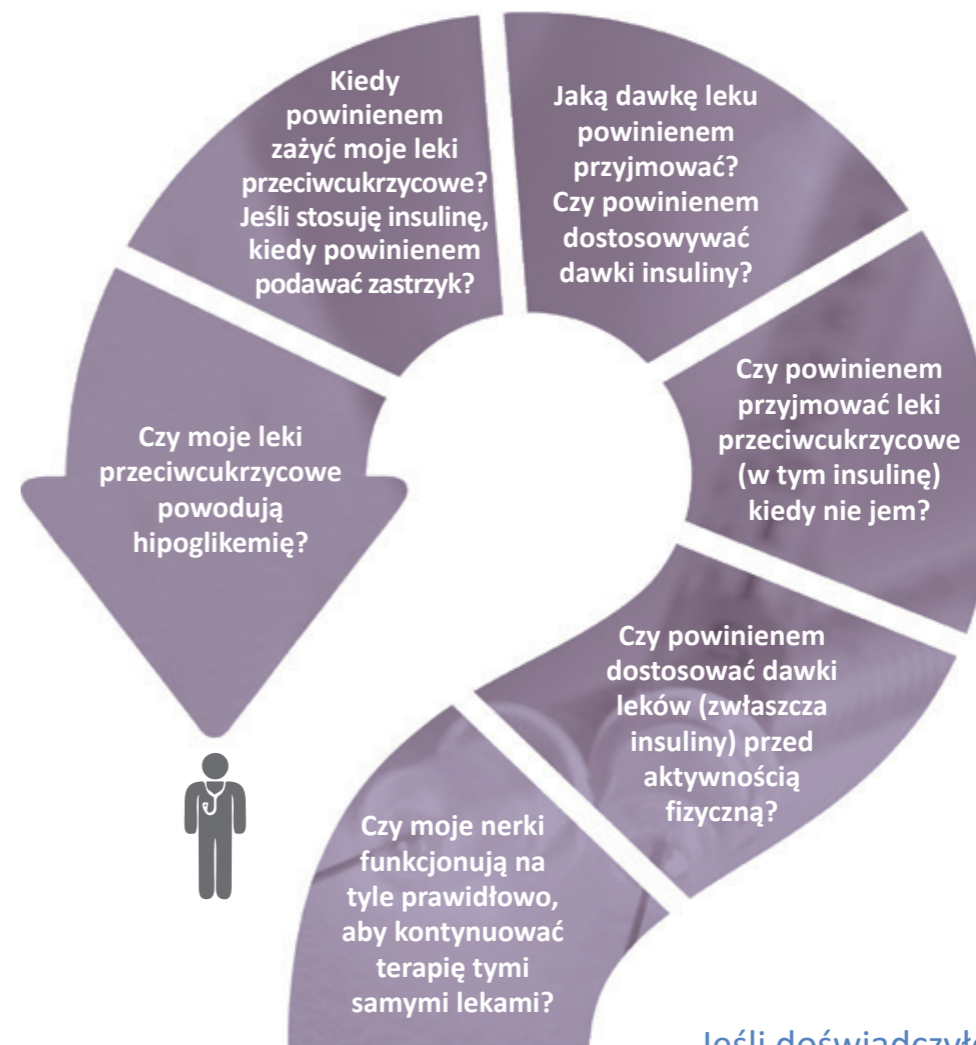 Kiedy
powinienem
zażyć moje leki
przeciwcukrzycowe?
Jeśli stosuję insulinę,
kiedy powinienem
podawać zastrzyk?
Jaką dawkę leku
powinienem
przyjmować?
Czy powinienem
dostosowywać
dawki insuliny?
Czy powinienem
przyjmować leki
przeciwcukrzycowe
(w tym insulinę)
kiedy nie jem?
Czy moje leki
przeciwcukrzycowe
powodują
hipoglikemię?
Czy powinienem
dostosować dawki
leków (zwłaszcza
insuliny) przed
aktywnością
fizyczną?
Czy moje nerki
funkcjonują na
tyle prawidłowo,
aby kontynuować
terapię tymi
samymi lekami?
Jeśli